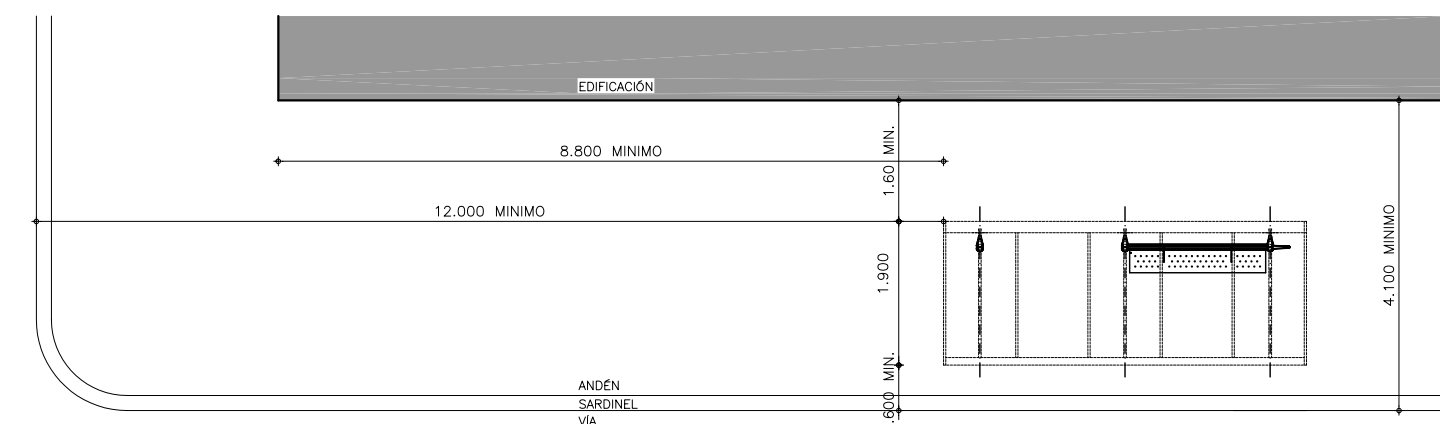 EDIFICACIÓN
8.800 MINIMO
1.60 MIN.
12.000 MINIMO
1.900
4.100 MINIMO
.600 MIN.
ANDÉN
SARDINEL
VÍA